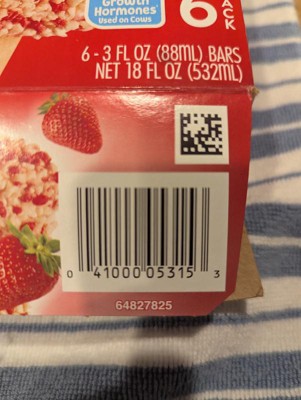 Growth
Hormones
Used on Cows
6 PACK
6 - 3 FL OZ (88mL) BARS
NET 18 FL OZ (532mL)
0 41000 05315 3
64827825